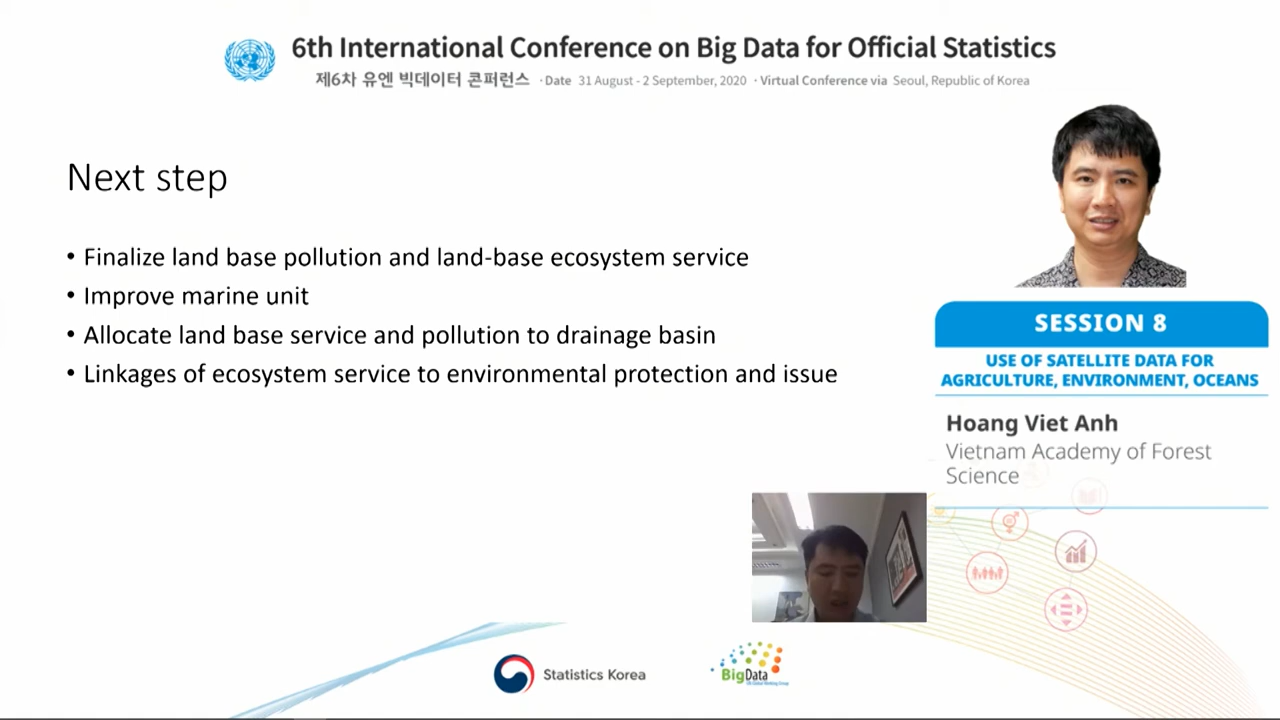 6th International Conference on Big Data for Official Statistics
제6차 유엔 빅데이터 콘퍼런스 · Date 31 August - 2 September, 2020 · Virtual Conference via Seoul, Republic of Korea
Next step
• Finalize land base pollution and land-base ecosystem service
• Improve marine unit
• Allocate land base service and pollution to drainage basin
• Linkages of ecosystem service to environmental protection and issue
SESSION 8
USE OF SATELLITE DATA FOR
AGRICULTURE, ENVIRONMENT, OCEANS
Hoang Viet Anh
Vietnam Academy of Forest
Science
Statistics Korea
BigData
UN Global Working Group